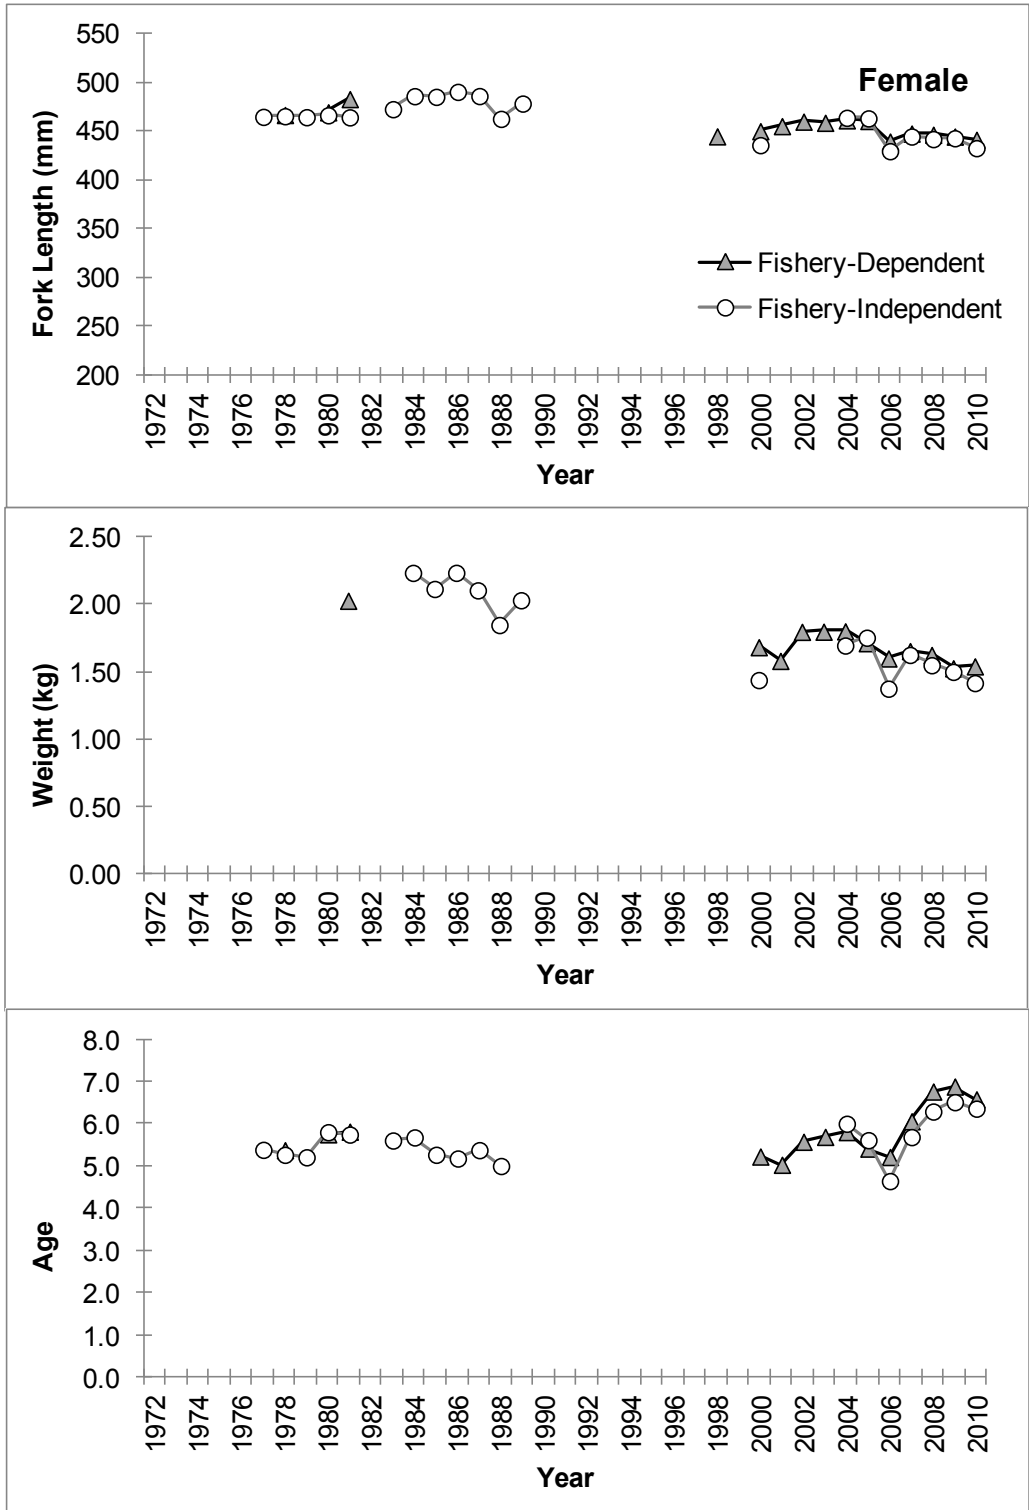 550
500
450
400
350
300
250
200
Fork Length (mm)
Female
Fishery-Dependent
Fishery-Independent
1972 1974 1976 1978 1980 1982 1984 1986 1988 1990 1992 1994 1996 1998 2000 2002 2004 2006 2008 2010
Year
2.50
2.00
1.50
1.00
0.50
0.00
Weight (kg)
1972 1974 1976 1978 1980 1982 1984 1986 1988 1990 1992 1994 1996 1998 2000 2002 2004 2006 2008 2010
Year
8.0
7.0
6.0
5.0
4.0
3.0
2.0
1.0
0.0
Age
1972 1974 1976 1978 1980 1982 1984 1986 1988 1990 1992 1994 1996 1998 2000 2002 2004 2006 2008 2010
Year